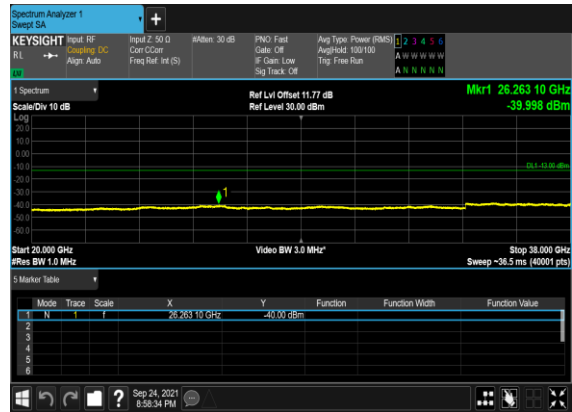 Spectrum Analyzer 1
Swept SA
+
KEYSIGHT Input: RF Input Z: 50 Ω #Atten: 30 dB PNO: Fast Avg Type: Power (RMS) 1 2 3 4 5 6
RL Coupling: DC Corr CCorr Gate: Off Avg|Hold: 100/100 A W W W W W
Align: Auto Freq Ref: Int (S) IF Gain: Low Trig: Free Run
Sig Track: Off A N N N N N
1 Spectrum Ref Lvl Offset 11.77 dB Mkr1 26.263 10 GHz
Scale/Div 10 dB Ref Level 30.00 dBm -39.998 dBm
Log
20.0
10.0
0.00
-10.0 DL1 -13.00 dBm
-20.0
-30.0 1
-40.0
-50.0
-60.0
Start 20.000 GHz Video BW 3.0 MHz* Stop 38.000 GHz
#Res BW 1.0 MHz Sweep ~36.5 ms (40001 pts)
5 Marker Table
Mode Trace Scale X Y Function Function Width Function Value
1 N 1 f 26.263 10 GHz -40.00 dBm
2
3
4
5
6
? Sep 24, 2021
8:58:34 PM